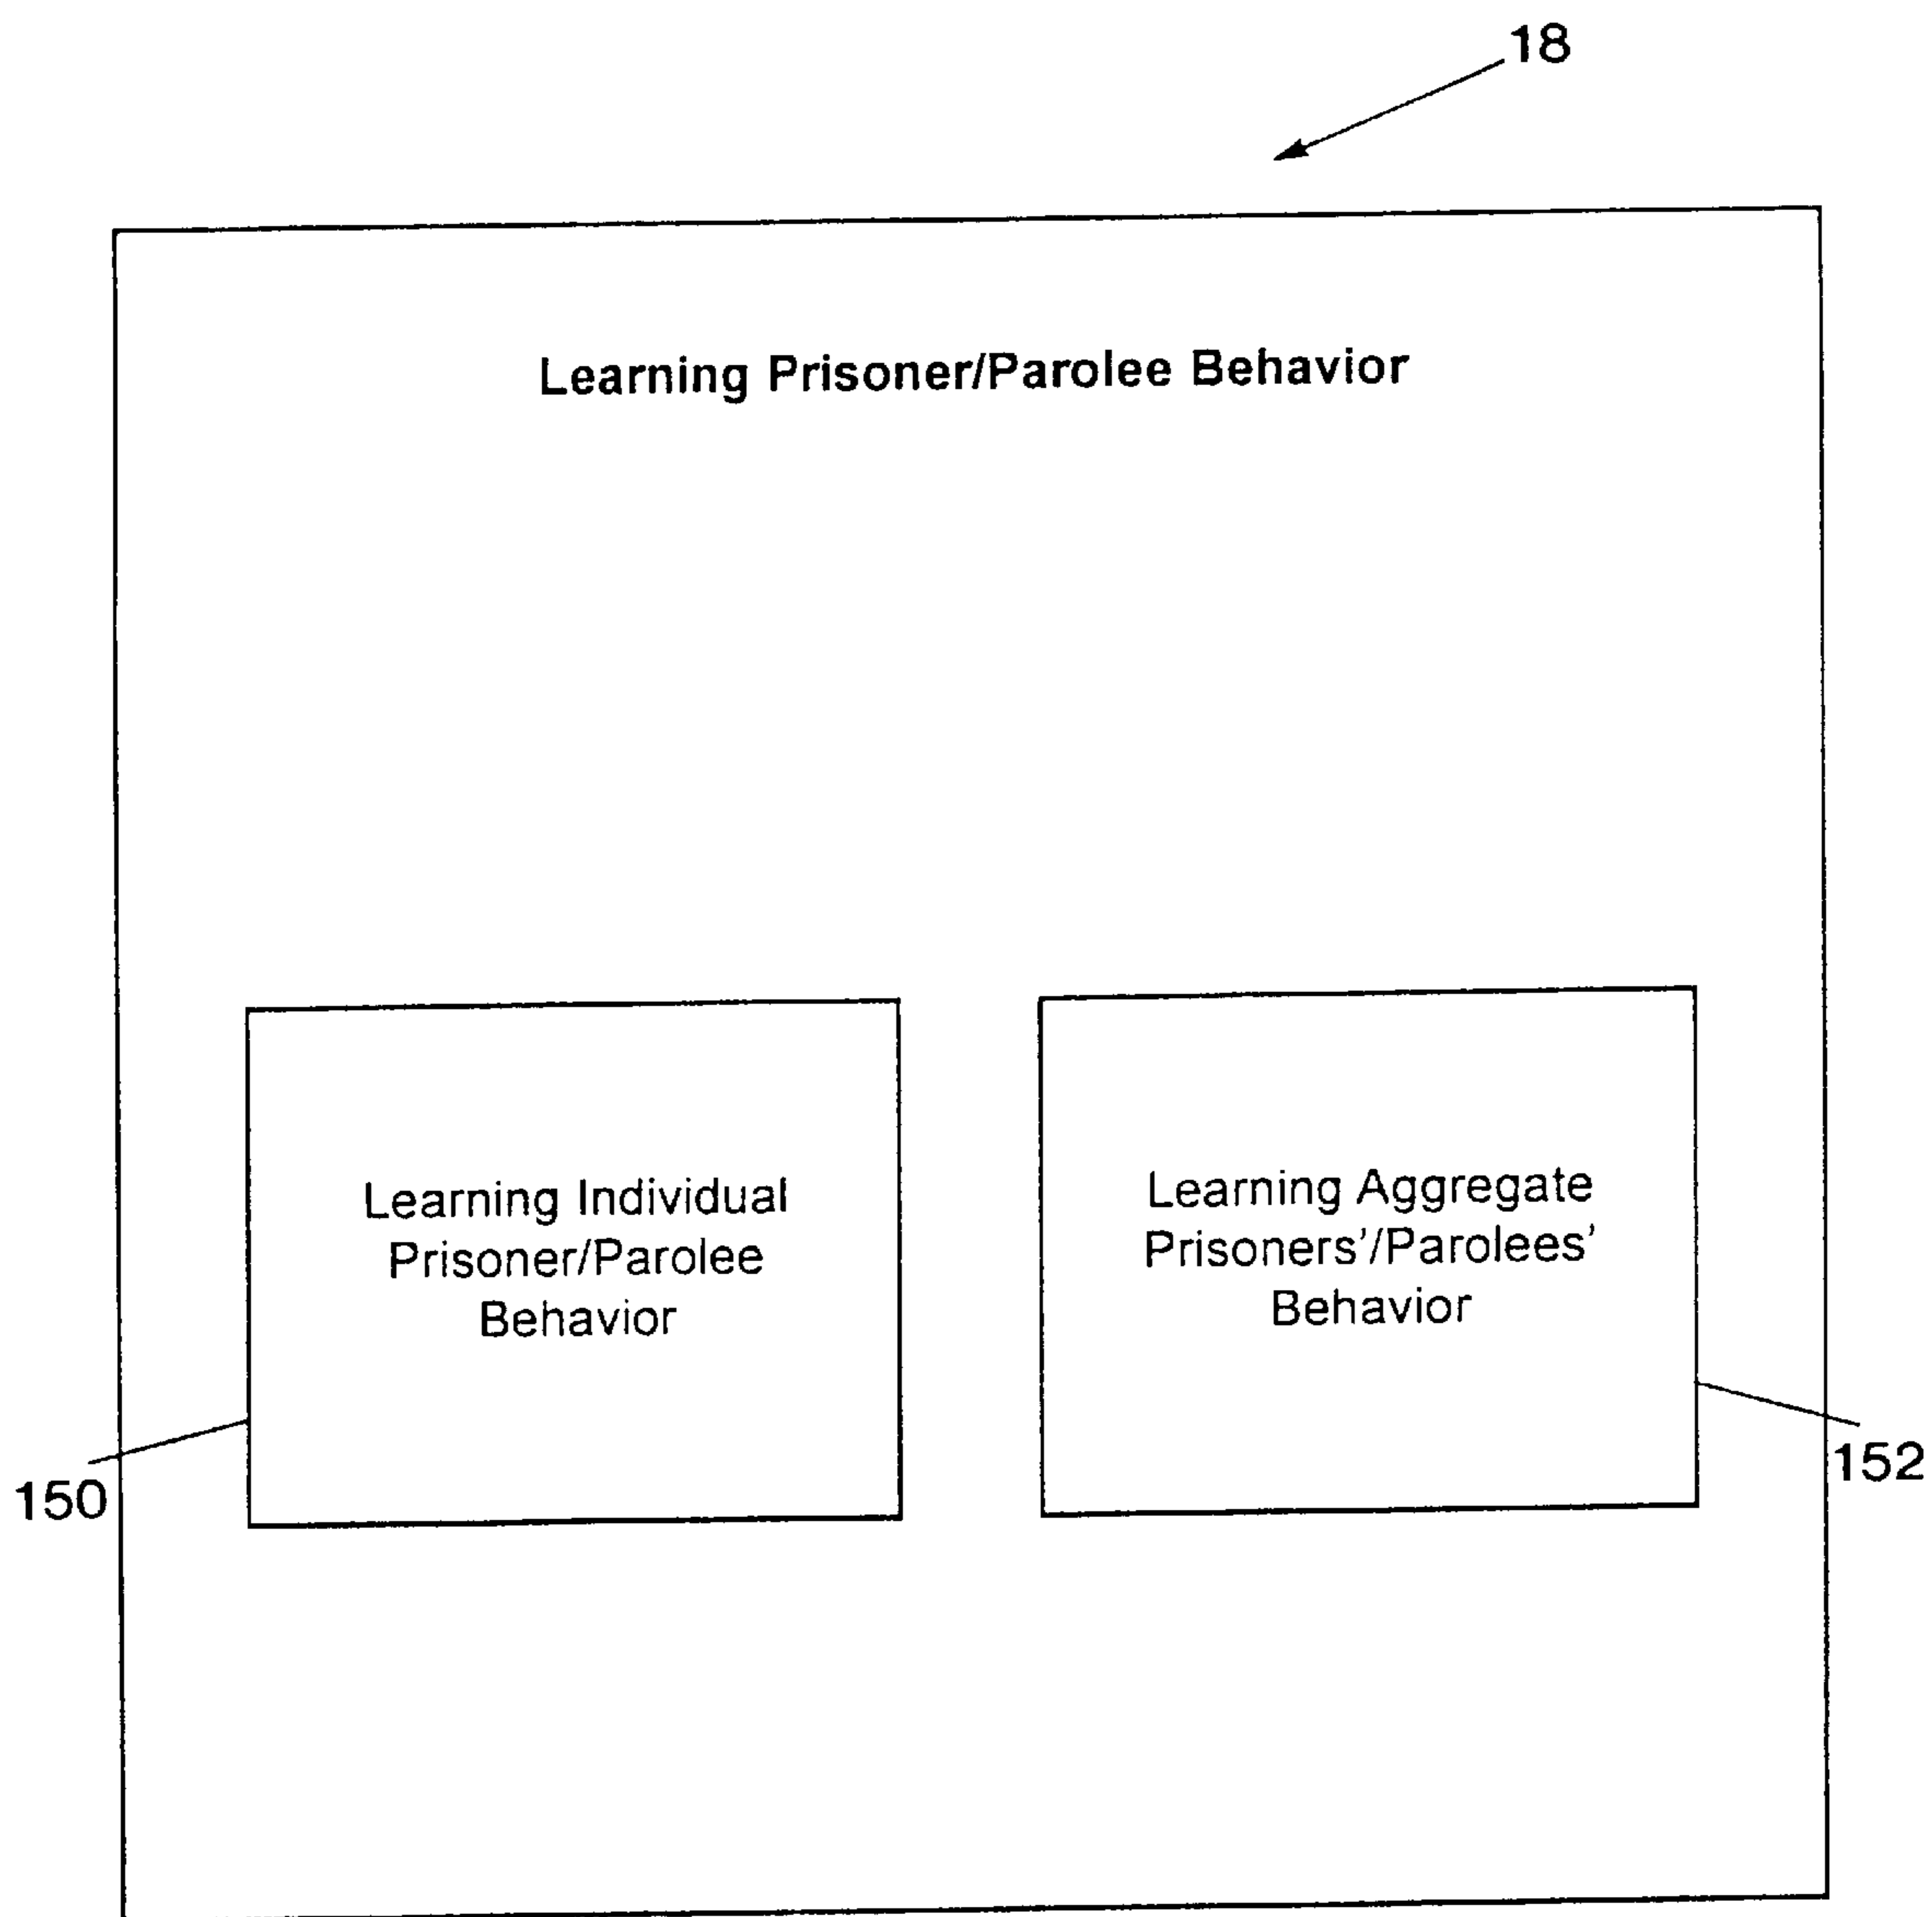 18
Learning Prisoner/Parolee Behavior
Learning Individual
Prisoner/Parolee
Behavior
150
Learning Aggregate
Prisoners'/Parolees'
Behavior
152